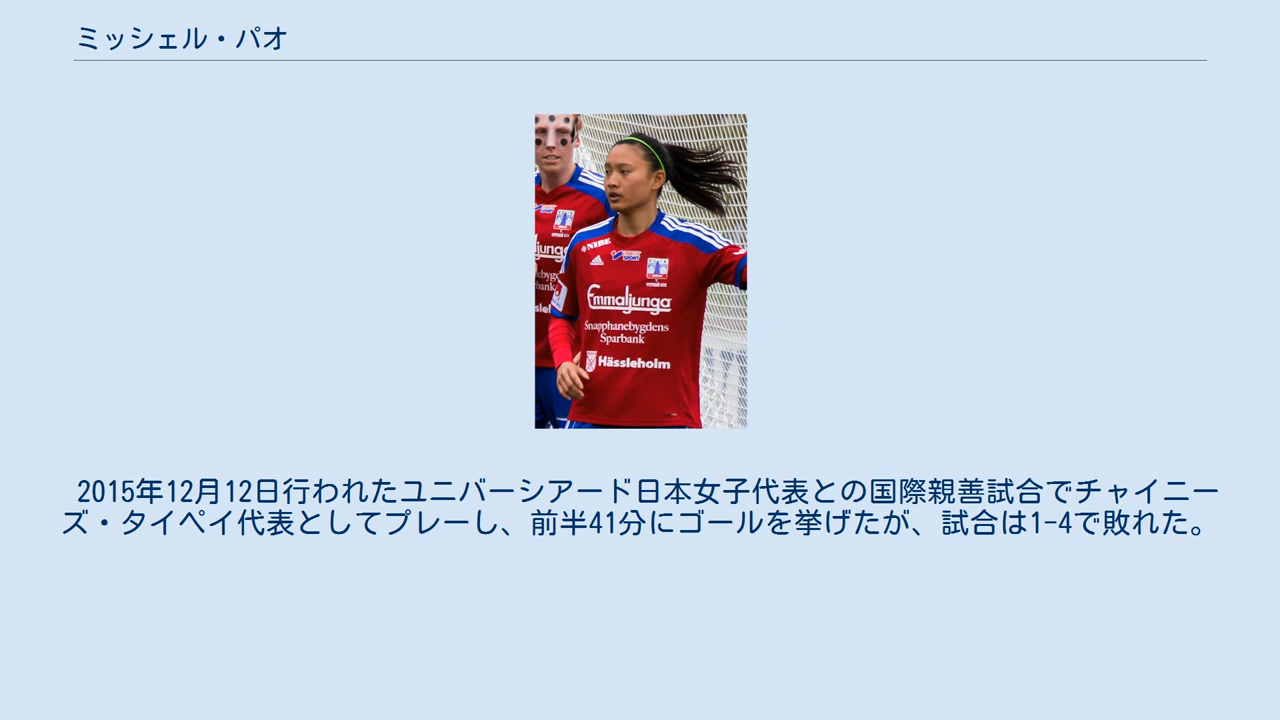 ミッシェル・パオ
NIBE
SPORT
Emmaljunga
Snapphanebygdens
Sparbank
Hässleholm
2015年12月12日行われたユニバーシアード日本女子代表との国際親善試合でチャイニー
ズ・タイペイ代表としてプレーし、前半41分にゴールを挙げたが、試合は1-4で敗れた。